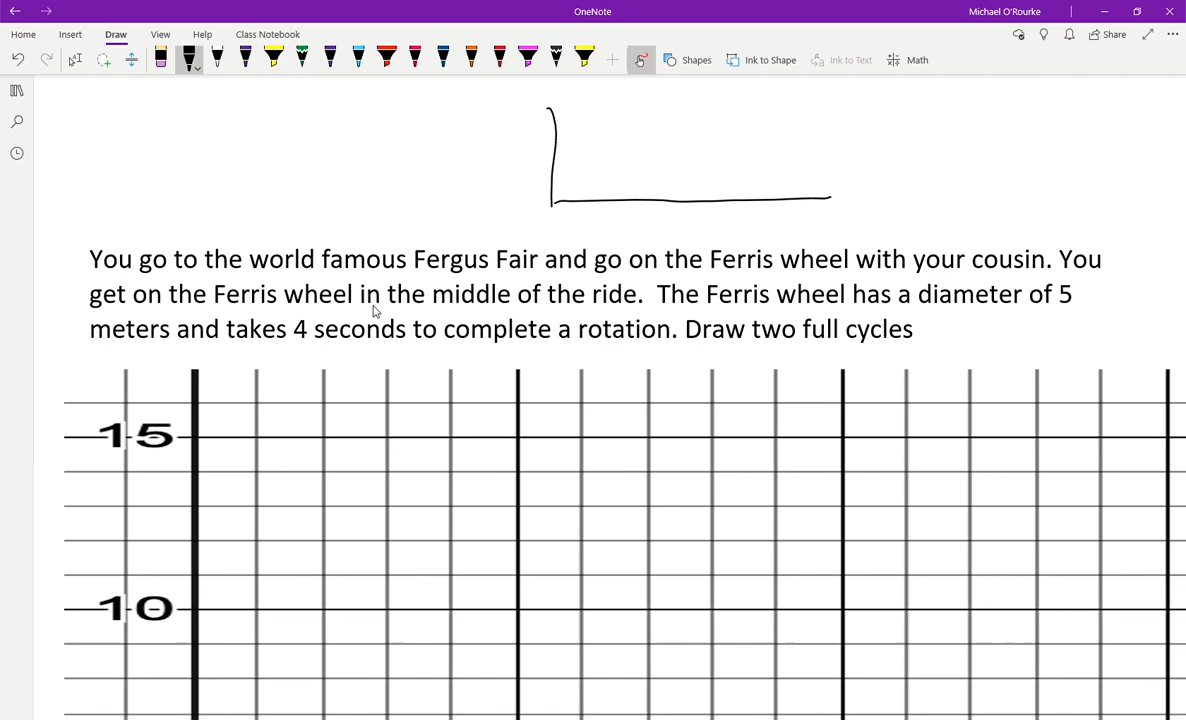 OneNote
Michael O'Rourke
Home Insert Draw View Help Class Notebook
Share
Shapes Ink to Shape Ink to Text Math
You go to the world famous Fergus Fair and go on the Ferris wheel with your cousin. You
get on the Ferris wheel in the middle of the ride. The Ferris wheel has a diameter of 5
meters and takes 4 seconds to complete a rotation. Draw two full cycles
15
10